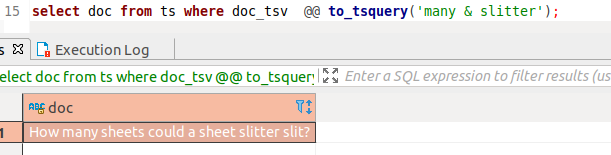 15 select doc from ts where doc_tsv @@ to_tsquery('many & slitter');
s Execution Log
elect doc from ts where doc_tsv @@ to_tsquery Enter a SQL expression to filter results (us
ABC doc
1 How many sheets could a sheet slitter slit?